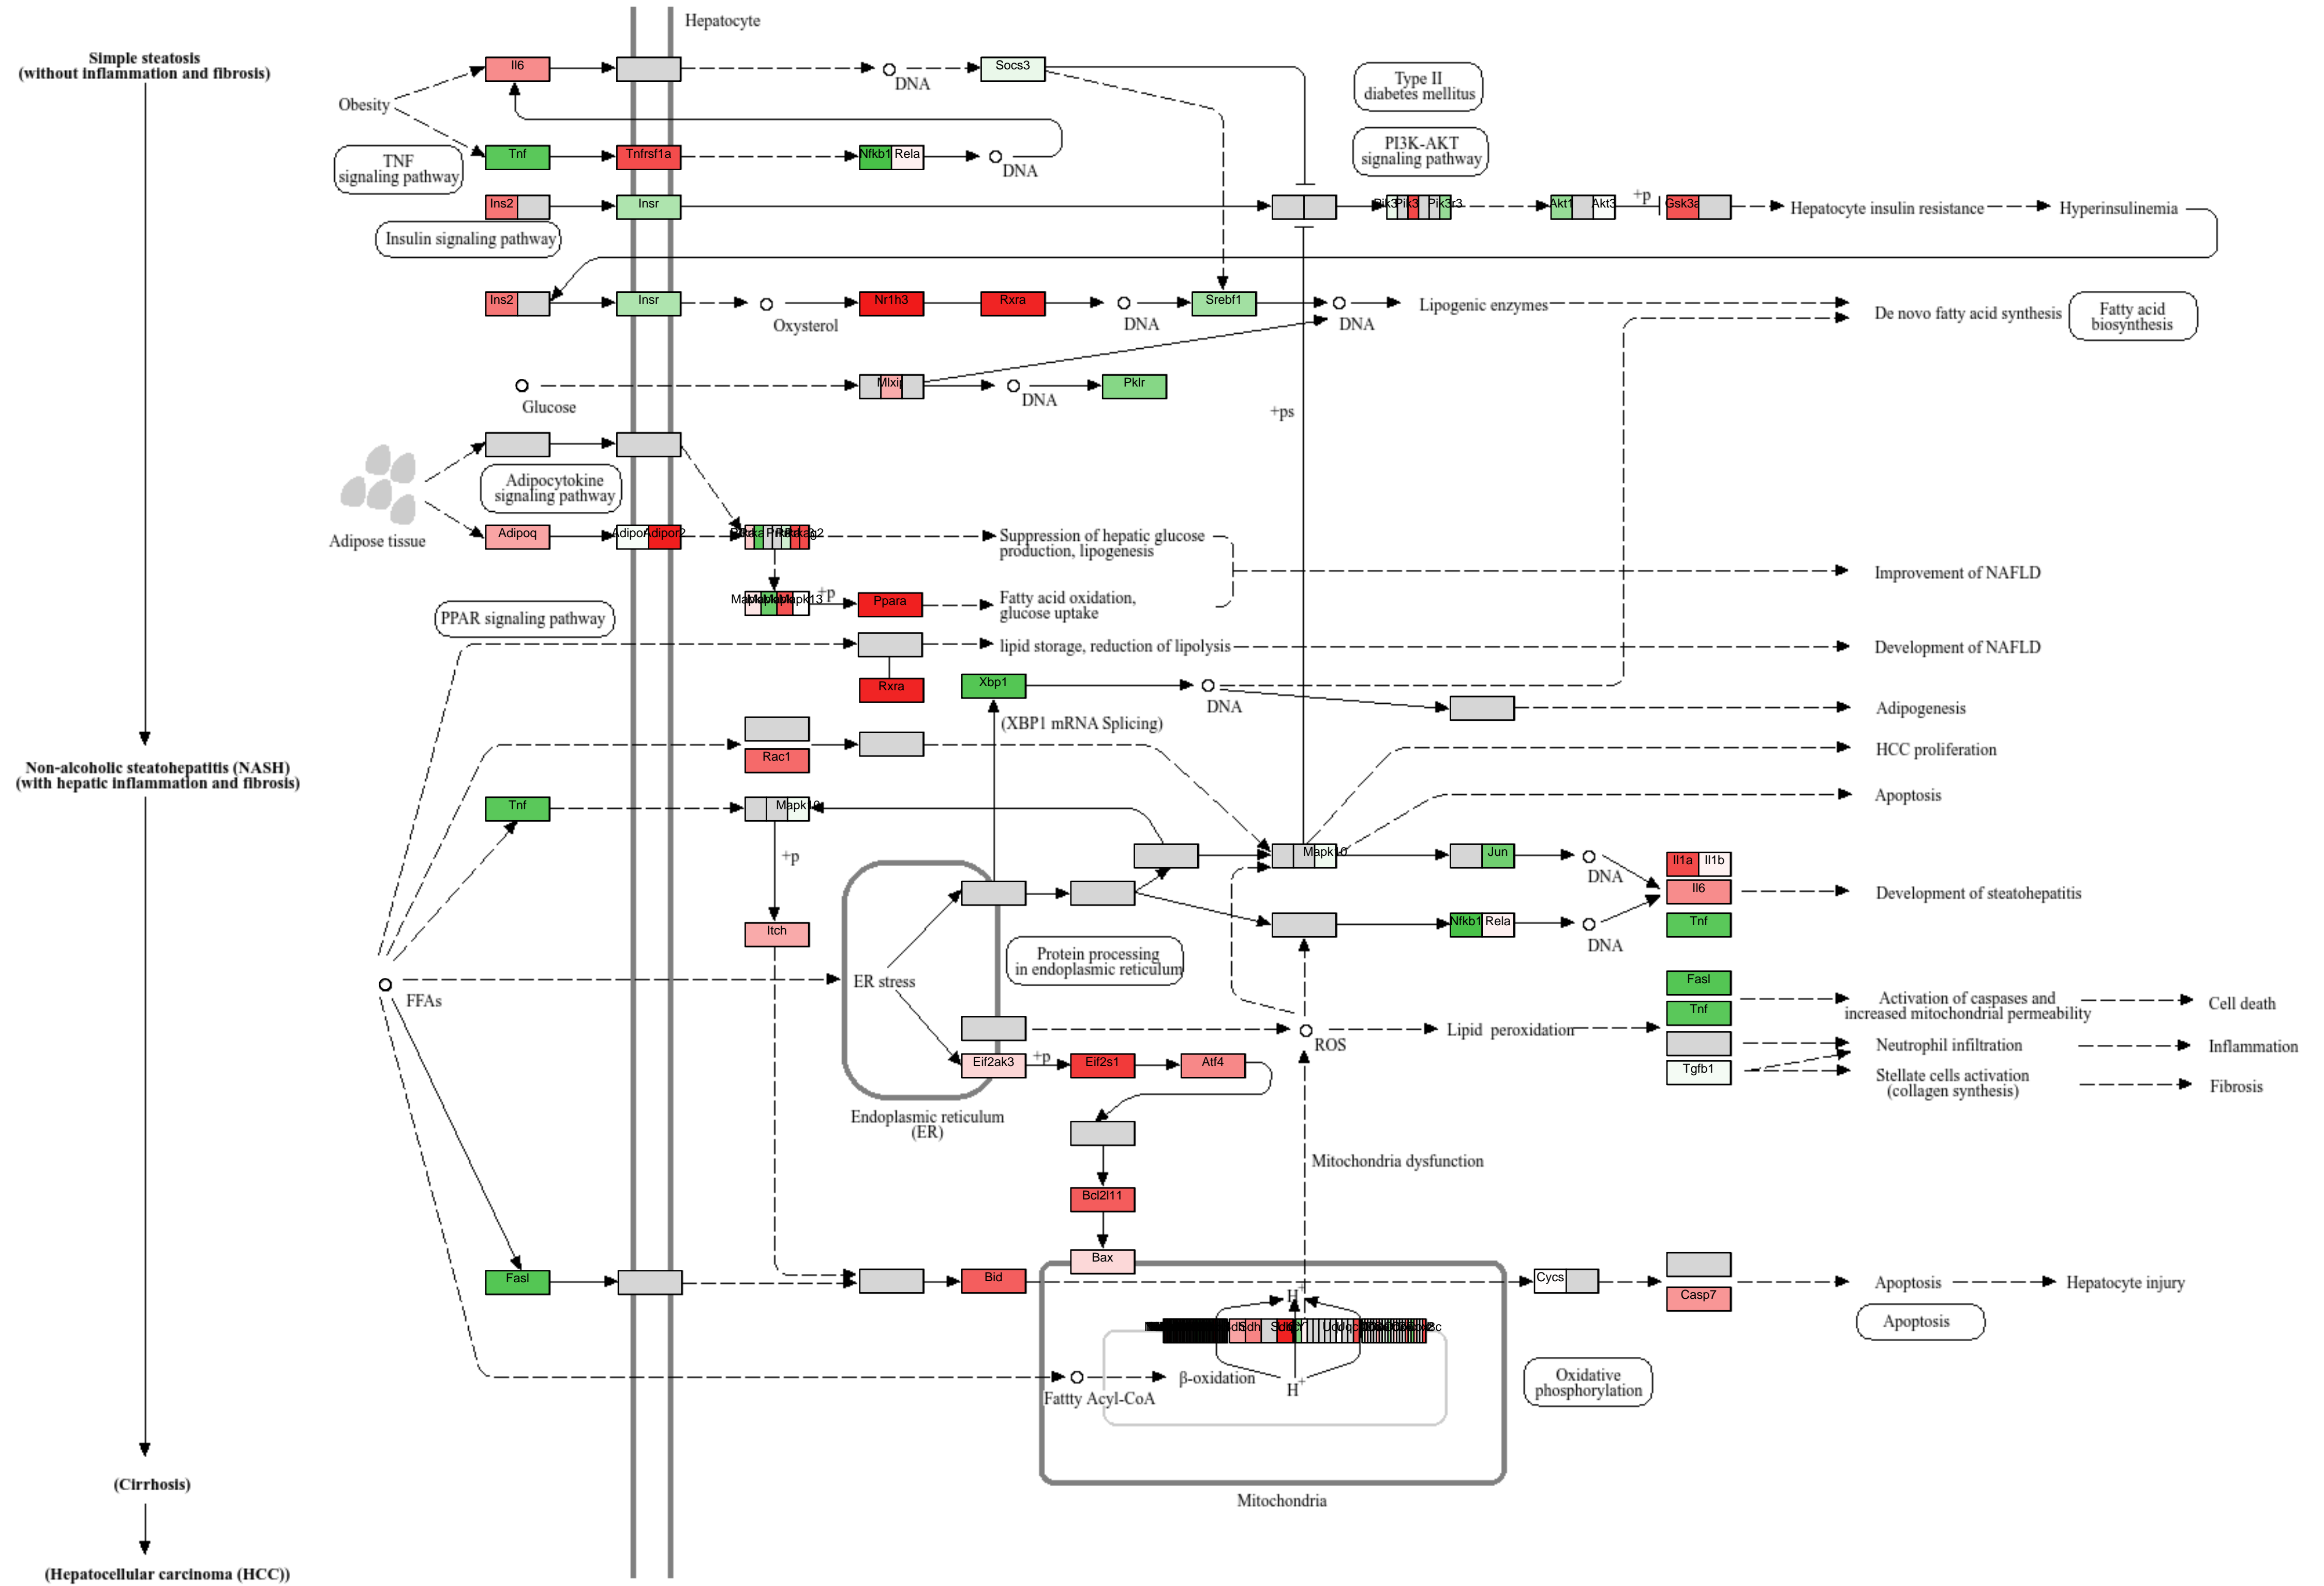 Hepatocyte
Simple steatosis
(without inflammation and fibrosis)
Il6
Socs3
DNA
Type II
diabetes mellitus
Obesity
TNF
signaling pathway
Tnf
Tnfrsf1a
Nfkb1
Rela
DNA
PI3K-AKT
signaling pathway
Ins2
Insr
Pik3r3
Akt1
Akt3
+p
Gsk3a
Hepatocyte insulin resistance
Hyperinsulinemia
Insulin signaling pathway
Ins2
Insr
Oxysterol
Nr1h3
Rxra
DNA
Srebf1
DNA
Lipogenic enzymes
De novo fatty acid synthesis
Fatty acid
biosynthesis
Glucose
Mlxip
DNA
Pklr
+ps
Adipocytokine
signaling pathway
Adipose tissue
Adipoq
Adipor2
Suppression of hepatic glucose
production, lipogenesis
Improvement of NAFLD
Mapk13
+p
Ppara
Fatty acid oxidation,
glucose uptake
PPAR signaling pathway
lipid storage, reduction of lipolysis
Development of NAFLD
Rxra
Xbp1
DNA
Adipogenesis
(XBP1 mRNA Splicing)
Rac1
HCC proliferation
Non-alcoholic steatohepatitis (NASH)
(with hepatic inflammation and fibrosis)
Tnf
Mapk10
Apoptosis
+p
Mapk10
Jun
DNA
Il1a
Il1b
Il6
Development of steatohepatitis
Itch
Nfkb1
Rela
DNA
Tnf
Protein processing
in endoplasmic reticulum
FFAs
ER stress
Fasl
Tnf
Activation of caspases and
increased mitochondrial permeability
Cell death
ROS
Lipid peroxidation
Neutrophil infiltration
Inflammation
Eif2ak3
+p
Eif2s1
Atf4
Tgfb1
Stellate cells activation
(collagen synthesis)
Fibrosis
Endoplasmic reticulum
(ER)
Mitochondria dysfunction
Bcl2l11
Bax
Fasl
Bid
Cycs
Casp7
Apoptosis
Hepatocyte injury
H+
Apoptosis
β-oxidation
H+
Fattty Acyl-CoA
Oxidative
phosphorylation
Mitochondria
(Cirrhosis)
(Hepatocellular carcinoma (HCC))